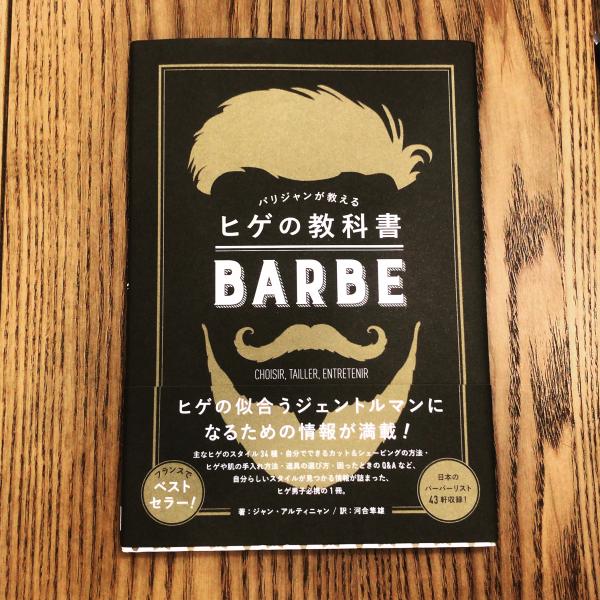 パリジャンが教える
ヒゲの教科書
BARBE
CHOISIR, TAILLER, ENTRETENIR
ヒゲの似合うジェントルマンに
なるための情報が満載！
主なヒゲのスタイル34種・自分でできるカット&シェービングの方法・
ヒゲや肌の手入れ方法・道具の選び方・困ったときのQ&Aなど、
自分らしいスタイルが見つかる情報が詰まった、
ヒゲ男子必携の1冊。
フランスで
ベスト
セラー！
日本の
バーバーリスト
43軒収録！
著：ジャン・アルティニャン / 訳：河合隼雄